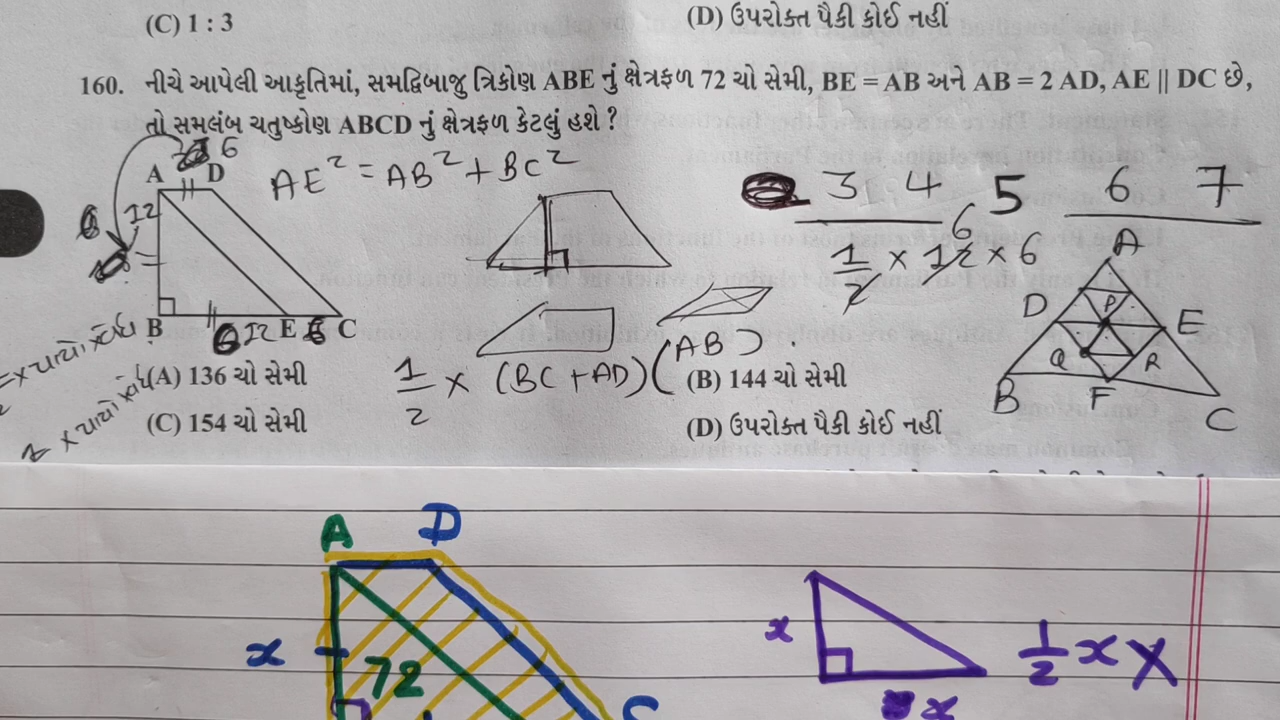 (C) 1 : 3
(D) ઉપરોક્ત પૈકી કોઈ નહીં
160. નીચે આપેલી આકૃતિમાં, સમદ્વિબાજુ ત્રિકોણ ABE નું ક્ષેત્રફળ 72 ચો સેમી, BE = AB અને AB = 2 AD, AE || DC છે,
તો સમલંબ ચતુષ્કોણ ABCD નું ક્ષેત્રફળ કેટલું હશે ?
6
A D
AE² = AB² + BC²
3 4 5 6 7
12
6
1/2 × 12 × 6
A
D P E
Q R
B F C
B E C
12
1/2 × (BC + AD) (AB)
(A) 136 ચો સેમી
(B) 144 ચો સેમી
(C) 154 ચો સેમી
(D) ઉપરોક્ત પૈકી કોઈ નહીં
A D
x
72
C
x
x
1/2 x X